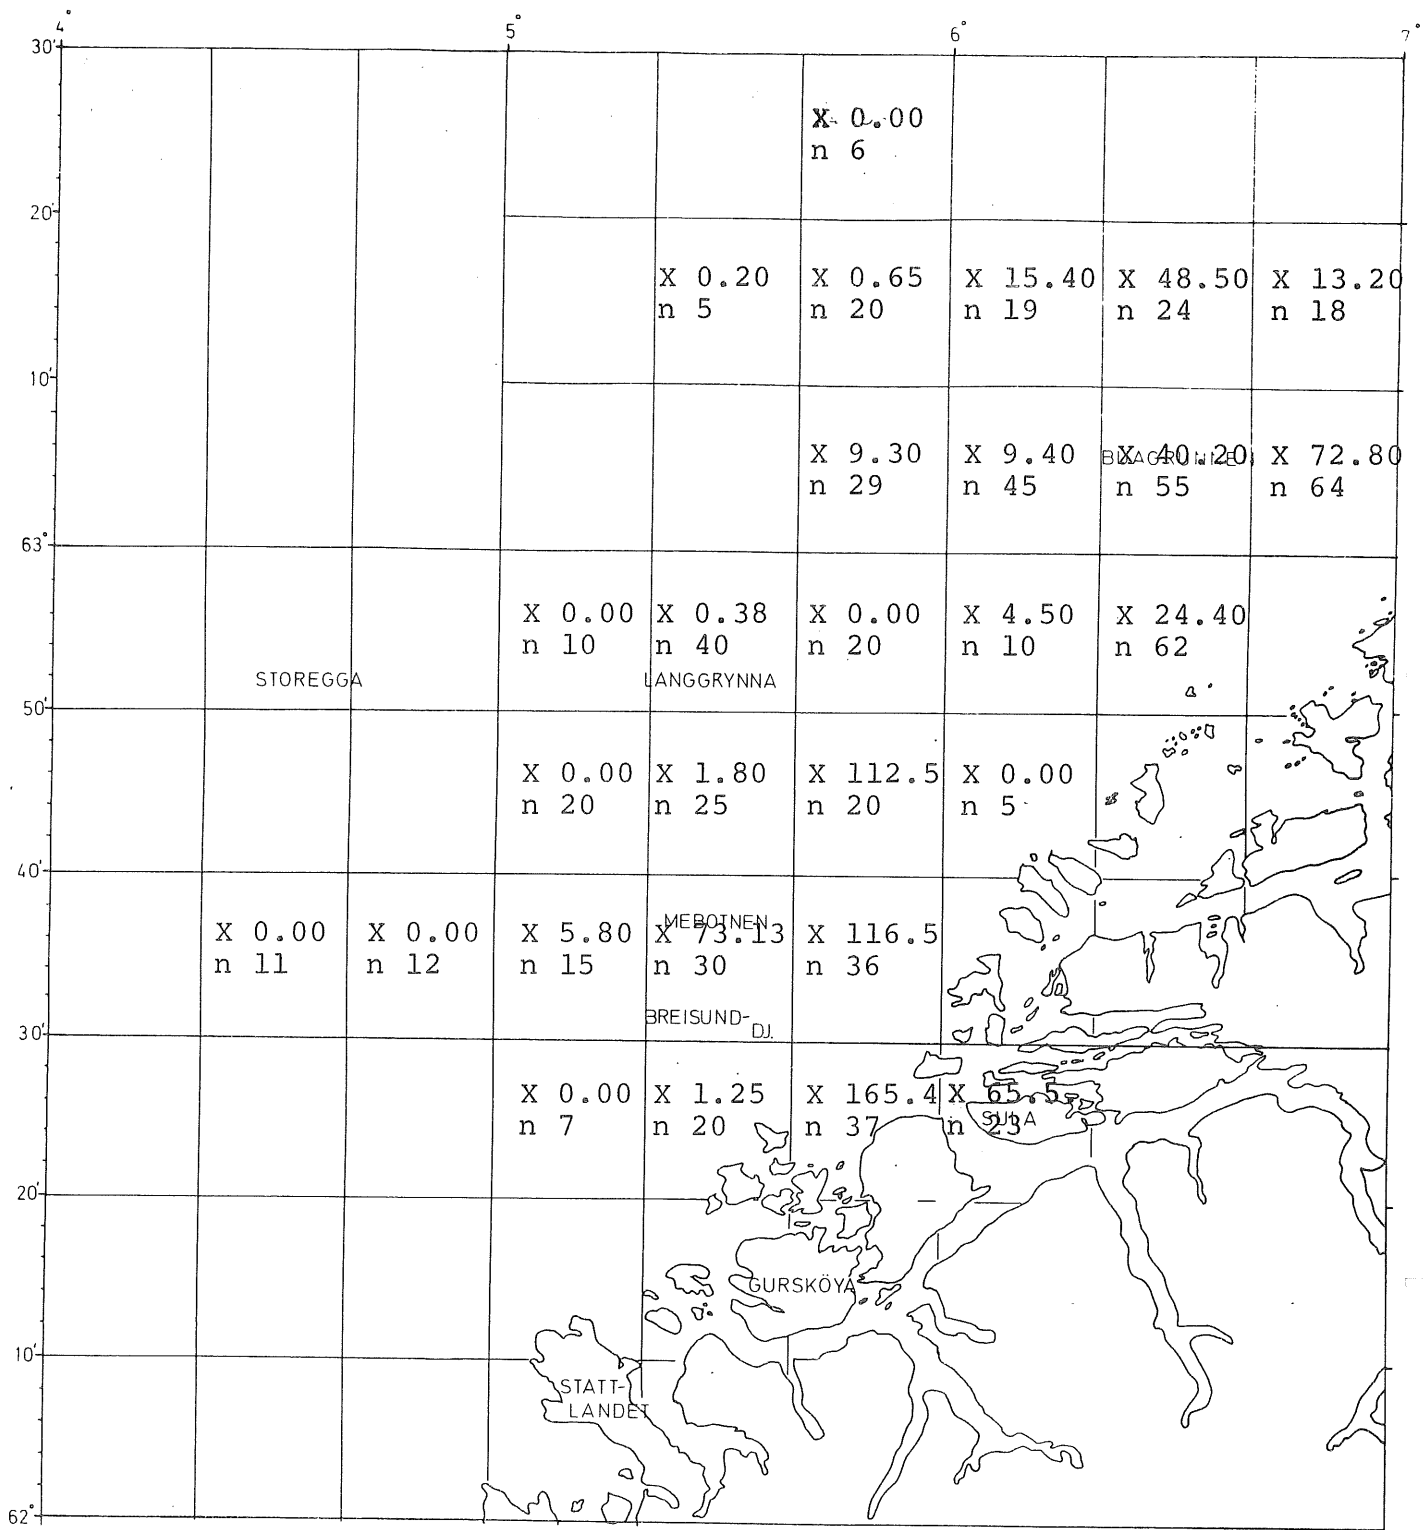 4° 5° 6° 7°
30'
X 0.00
n 6
20'
X 0.20 X 0.65 X 15.40 X 48.50 X 13.20
n 5 n 20 n 19 n 24 n 18
10'
X 9.30 X 9.40 X 40.20 X 72.80
n 29 n 45 n 55 n 64
63°
X 0.00 X 0.38 X 0.00 X 4.50 X 24.40
n 10 n 40 n 20 n 10 n 62
STOREGGA LANGGRYNNA
50'
X 0.00 X 1.80 X 112.5 X 0.00
n 20 n 25 n 20 n 5
40'
MEBOTNEN
X 0.00 X 0.00 X 5.80 X 73.13 X 116.5
n 11 n 12 n 15 n 30 n 36
BREISUND-
DJ.
30'
X 0.00 X 1.25 X 165.4 X 65.5
n 7 n 20 n 37 n 23
SULA
20'
GURSKÖYA
10'
STATT-
LANDET
62°